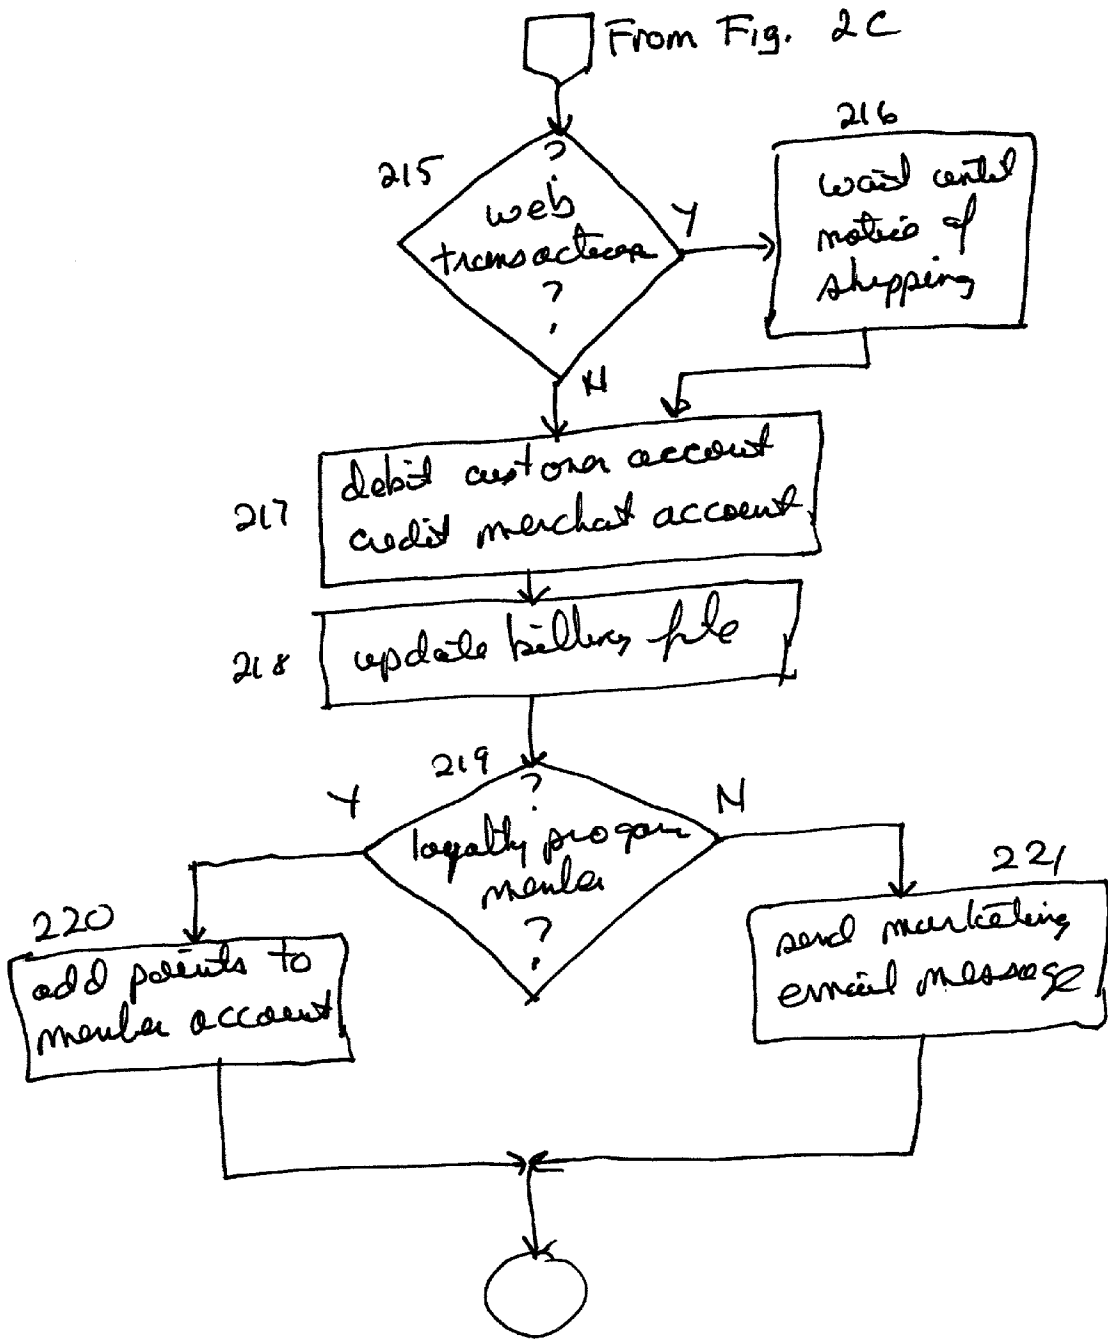 From Fig. 2C
216
215
?
web
transaction
?
Y
wait until
notice of
shipping
N
debit customer account
credit merchat account
217
update billing file
218
219
Y
?
N
loyalty program
member
?
221
220
send marketing
email message
add points to
member account